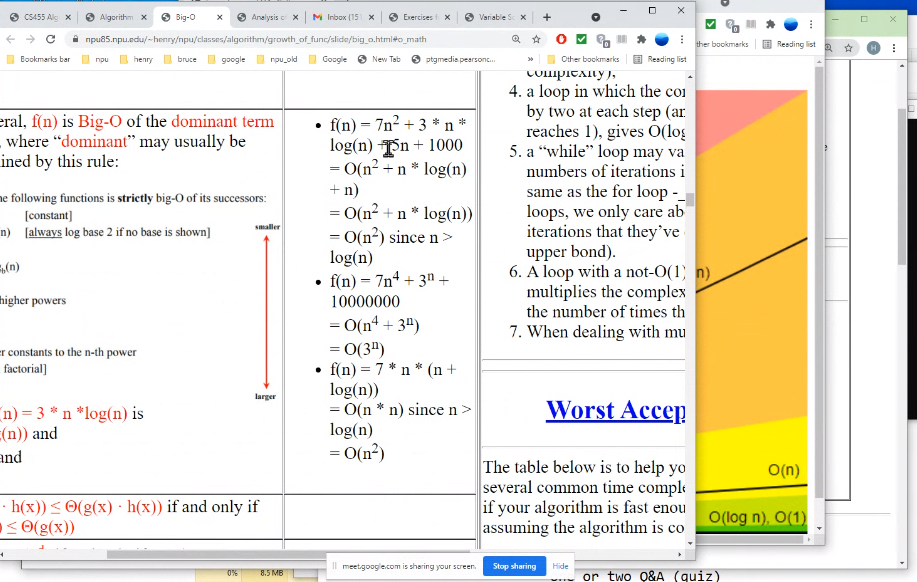 CS455 Alg
Algorithm
Big-O
Analysis o
Inbox (15
Exercises f
Variable S
npu85.npu.edu/~henry/npu/classes/algorithm/growth_of_func/slide/big_o.html#o_math
Bookmarks bar
npu
henry
bruce
google
npu_old
Google
New Tab
ptgmedia.pearsonc...
»
Other bookmarks
Reading list
her bookmarks
Reading list
eral, f(n) is Big-O of the dominant term
, where “dominant” may usually be
ined by this rule:
he following functions is strictly big-O of its successors:
[constant]
n) [always log base 2 if no base is shown]
g_b(n)
higher powers
er constants to the n-th power
factorial]
smaller
larger
(n) = 3 * n *log(n) is
g(n)) and
and
· h(x)) ≤ Θ(g(x) · h(x)) if and only if
) ≤ Θ(g(x))
• f(n) = 7n² + 3 * n *
log(n) + 5n + 1000
= O(n² + n * log(n)
+ n)
= O(n² + n * log(n))
= O(n²) since n >
log(n)
• f(n) = 7n⁴ + 3ⁿ +
10000000
= O(n⁴ + 3ⁿ)
= O(3ⁿ)
• f(n) = 7 * n * (n +
log(n))
= O(n * n) since n >
log(n)
= O(n²)
complexity),
4. a loop in which the cor
by two at each step (an
reaches 1), gives O(log
5. a “while” loop may va
numbers of iterations i
same as the for loop -_
loops, we only care ab
iterations that they've
upper bond).
6. A loop with a not-O(1)
multiplies the complex
the number of times th
7. When dealing with mu
Worst Accep
The table below is to help yo
several common time comple
if your algorithm is fast enou
assuming the algorithm is co
n)
O(n)
O(log n), O(1)
meet.google.com is sharing your screen.
Stop sharing
Hide
0%
8.5 MB
one or two Q&A (quiz)